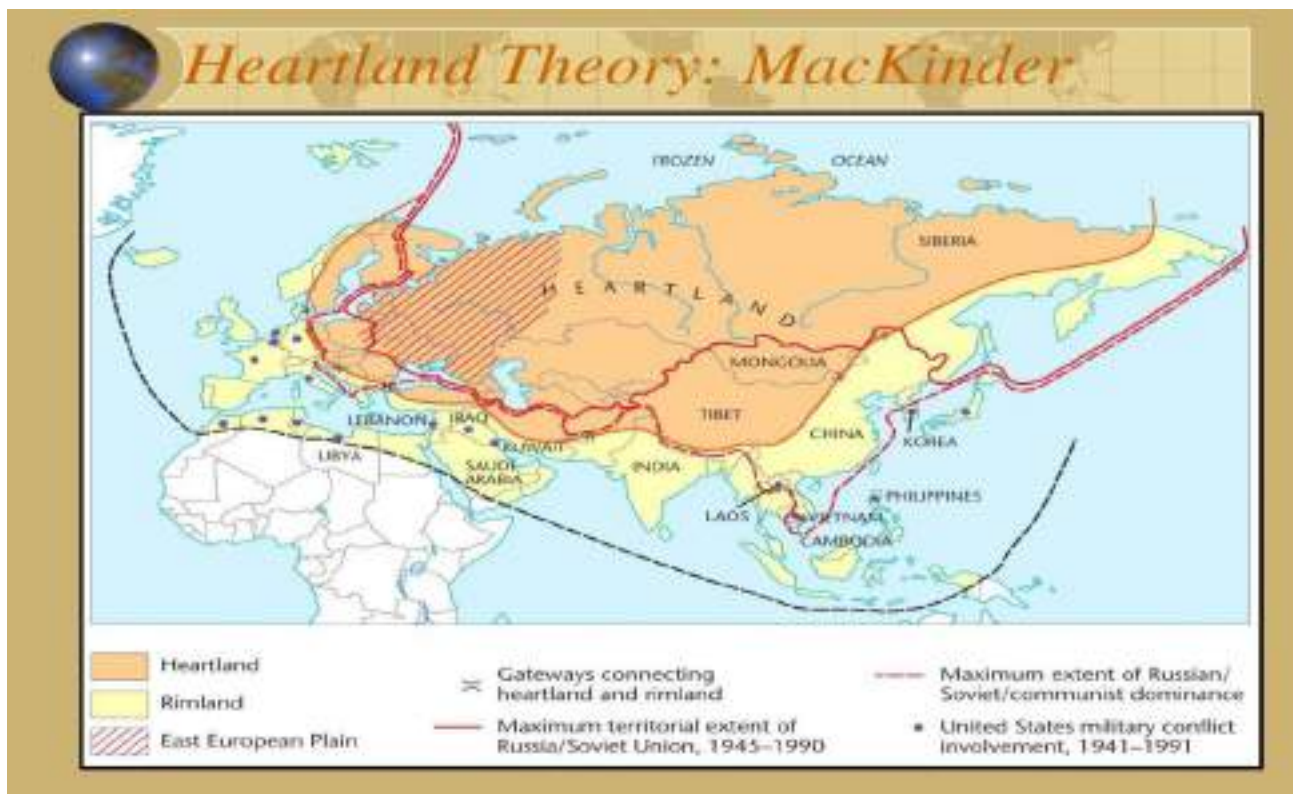 Heartland Theory: MacKinder
FROZEN OCEAN
SIBERIA
HEARTLAND
MONGOLIA
TIBET
LEBANON
IRAQ
KUWAIT
CHINA
KOREA
LIBYA
SAUDI
ARABIA
INDIA
PHILIPPINES
LAOS
VIETNAM
CAMBODIA
Heartland
Rimland
East European Plain
Gateways connecting
heartland and rimland
Maximum territorial extent of
Russia/Soviet Union, 1945–1990
Maximum extent of Russian/
Soviet/communist dominance
United States military conflict
involvement, 1941–1991